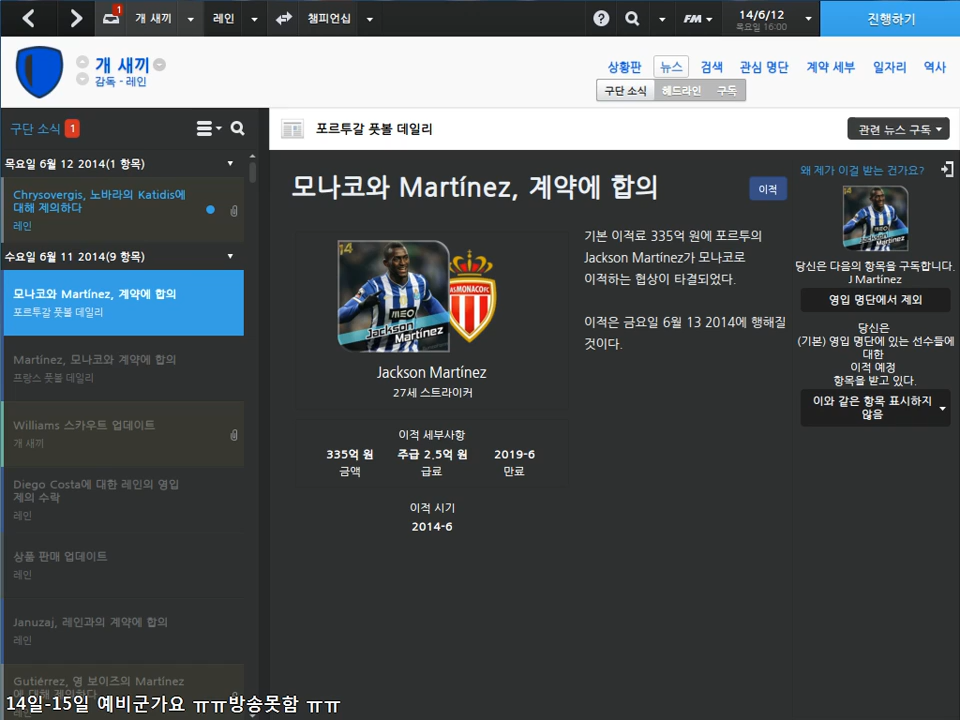 1
개 새끼
레인
챔피언십
FM
14/6/12
목요일 16:00
진행하기
개 새끼
감독 - 레인
상황판
뉴스
검색
관심 명단
계약 세부
일자리
역사
구단 소식
헤드라인
구독
구단 소식 1
포르투갈 풋볼 데일리
관련 뉴스 구독
목요일 6월 12 2014(1 항목)
Chrysovergis, 노바라의 Katidis에
대해 제의하다
레인
수요일 6월 11 2014(9 항목)
모나코와 Martínez, 계약에 합의
포르투갈 풋볼 데일리
Martínez, 모나코와 계약에 합의
프랑스 풋볼 데일리
Williams 스카우트 업데이트
개 새끼
Diego Costa에 대한 레인의 영입
제의 수락
레인
상품 판매 업데이트
레인
Januzaj, 레인과의 계약에 합의
레인
Gutiérrez, 영 보이즈의 Martínez
에 대해 제의하다
레인
모나코와 Martínez, 계약에 합의
이적
14
MEO
Jackson
Martinez
AS MONACO FC
Jackson Martínez
27세 스트라이커
이적 세부사항
335억 원
주급 2.5억 원
2019-6
금액
급료
만료
이적 시기
2014-6
기본 이적료 335억 원에 포르투의
Jackson Martínez가 모나코로
이적하는 협상이 타결되었다.
이적은 금요일 6월 13 2014에 행해질
것이다.
왜 제가 이걸 받는 건가요?
Jackson
Martinez
당신은 다음의 항목을 구독합니다.
J Martínez
영입 명단에서 제외
당신은
(기본) 영입 명단에 있는 선수들에
대한
이적 예정
항목을 받고 있다.
이와 같은 항목 표시하지
않음
14일-15일 예비군가요 ㅠㅠ방송못함 ㅠㅠ